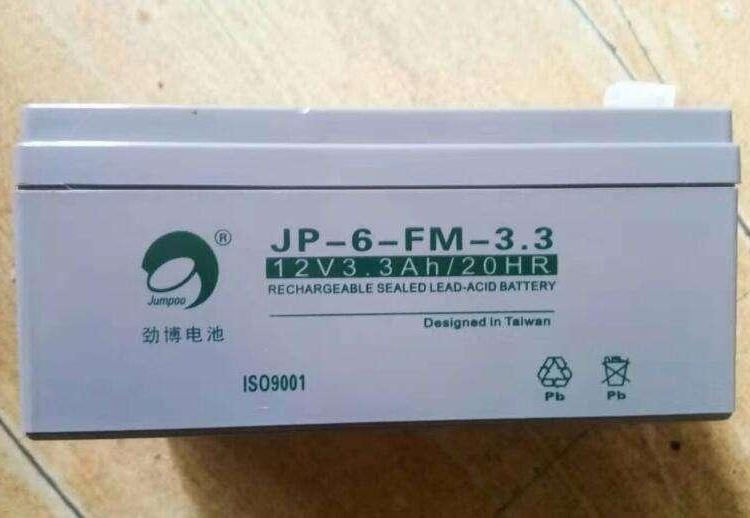 JP-6-FM-3.3
12V3.3Ah/20HR
RECHARGEABLE SEALED LEAD-ACID BATTERY
Designed in Taiwan
®
Jumpoo
劲博电池
ISO9001
Pb
Pb